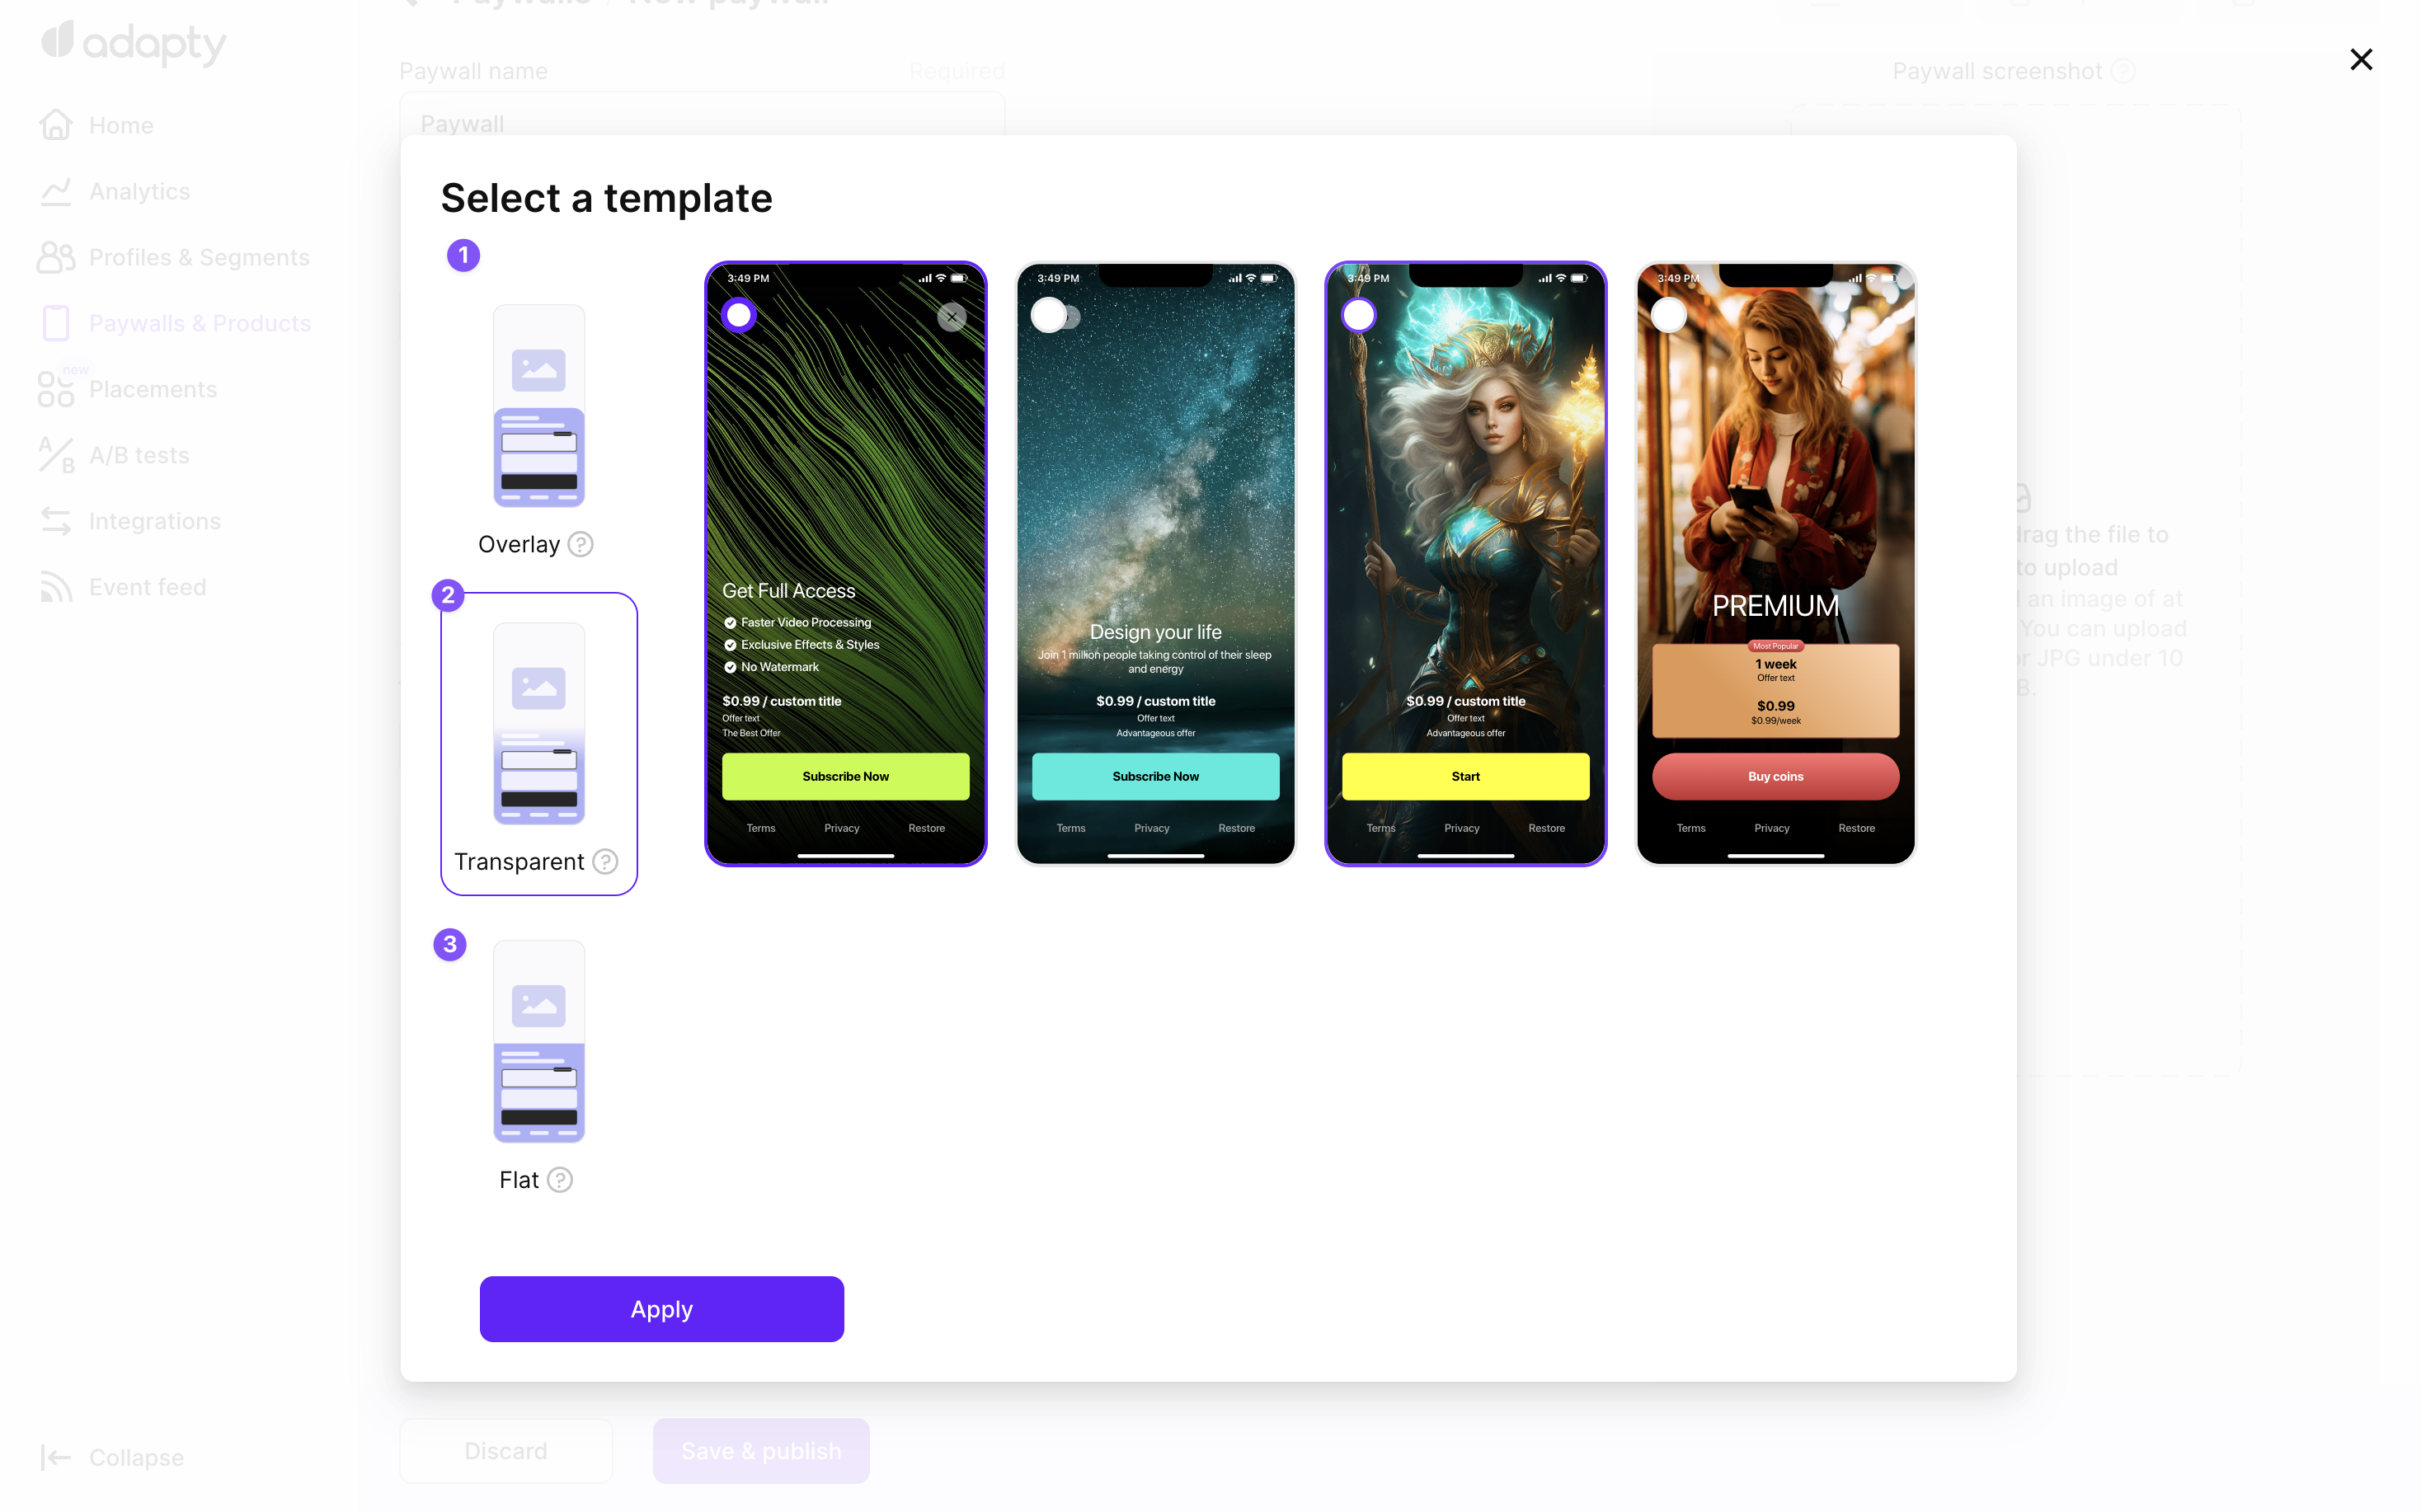 Paywalls / New paywall
adapty
Home
Analytics
Profiles & Segments
Paywalls & Products
new
Placements
A/B tests
Integrations
Event feed
Collapse
Paywall name
Required
Paywall
Paywall screenshot
drag the file to
to upload
an image of at
You can upload
or JPG under 10
B.
Select a template
1
Overlay ?
2
Transparent ?
3
Flat ?
3:49 PM
Get Full Access
Faster Video Processing
Exclusive Effects & Styles
No Watermark
$0.99 / custom title
Offer text
The Best Offer
Subscribe Now
Terms Privacy Restore
3:49 PM
Design your life
Join 1 million people taking control of their sleep
and energy
$0.99 / custom title
Offer text
Advantageous offer
Subscribe Now
Terms Privacy Restore
3:49 PM
$0.99 / custom title
Offer text
Advantageous offer
Start
Terms Privacy Restore
3:49 PM
PREMIUM
Most Popular
1 week
Offer text
$0.99
$0.99/week
Buy coins
Terms Privacy Restore
Apply
Discard
Save & publish